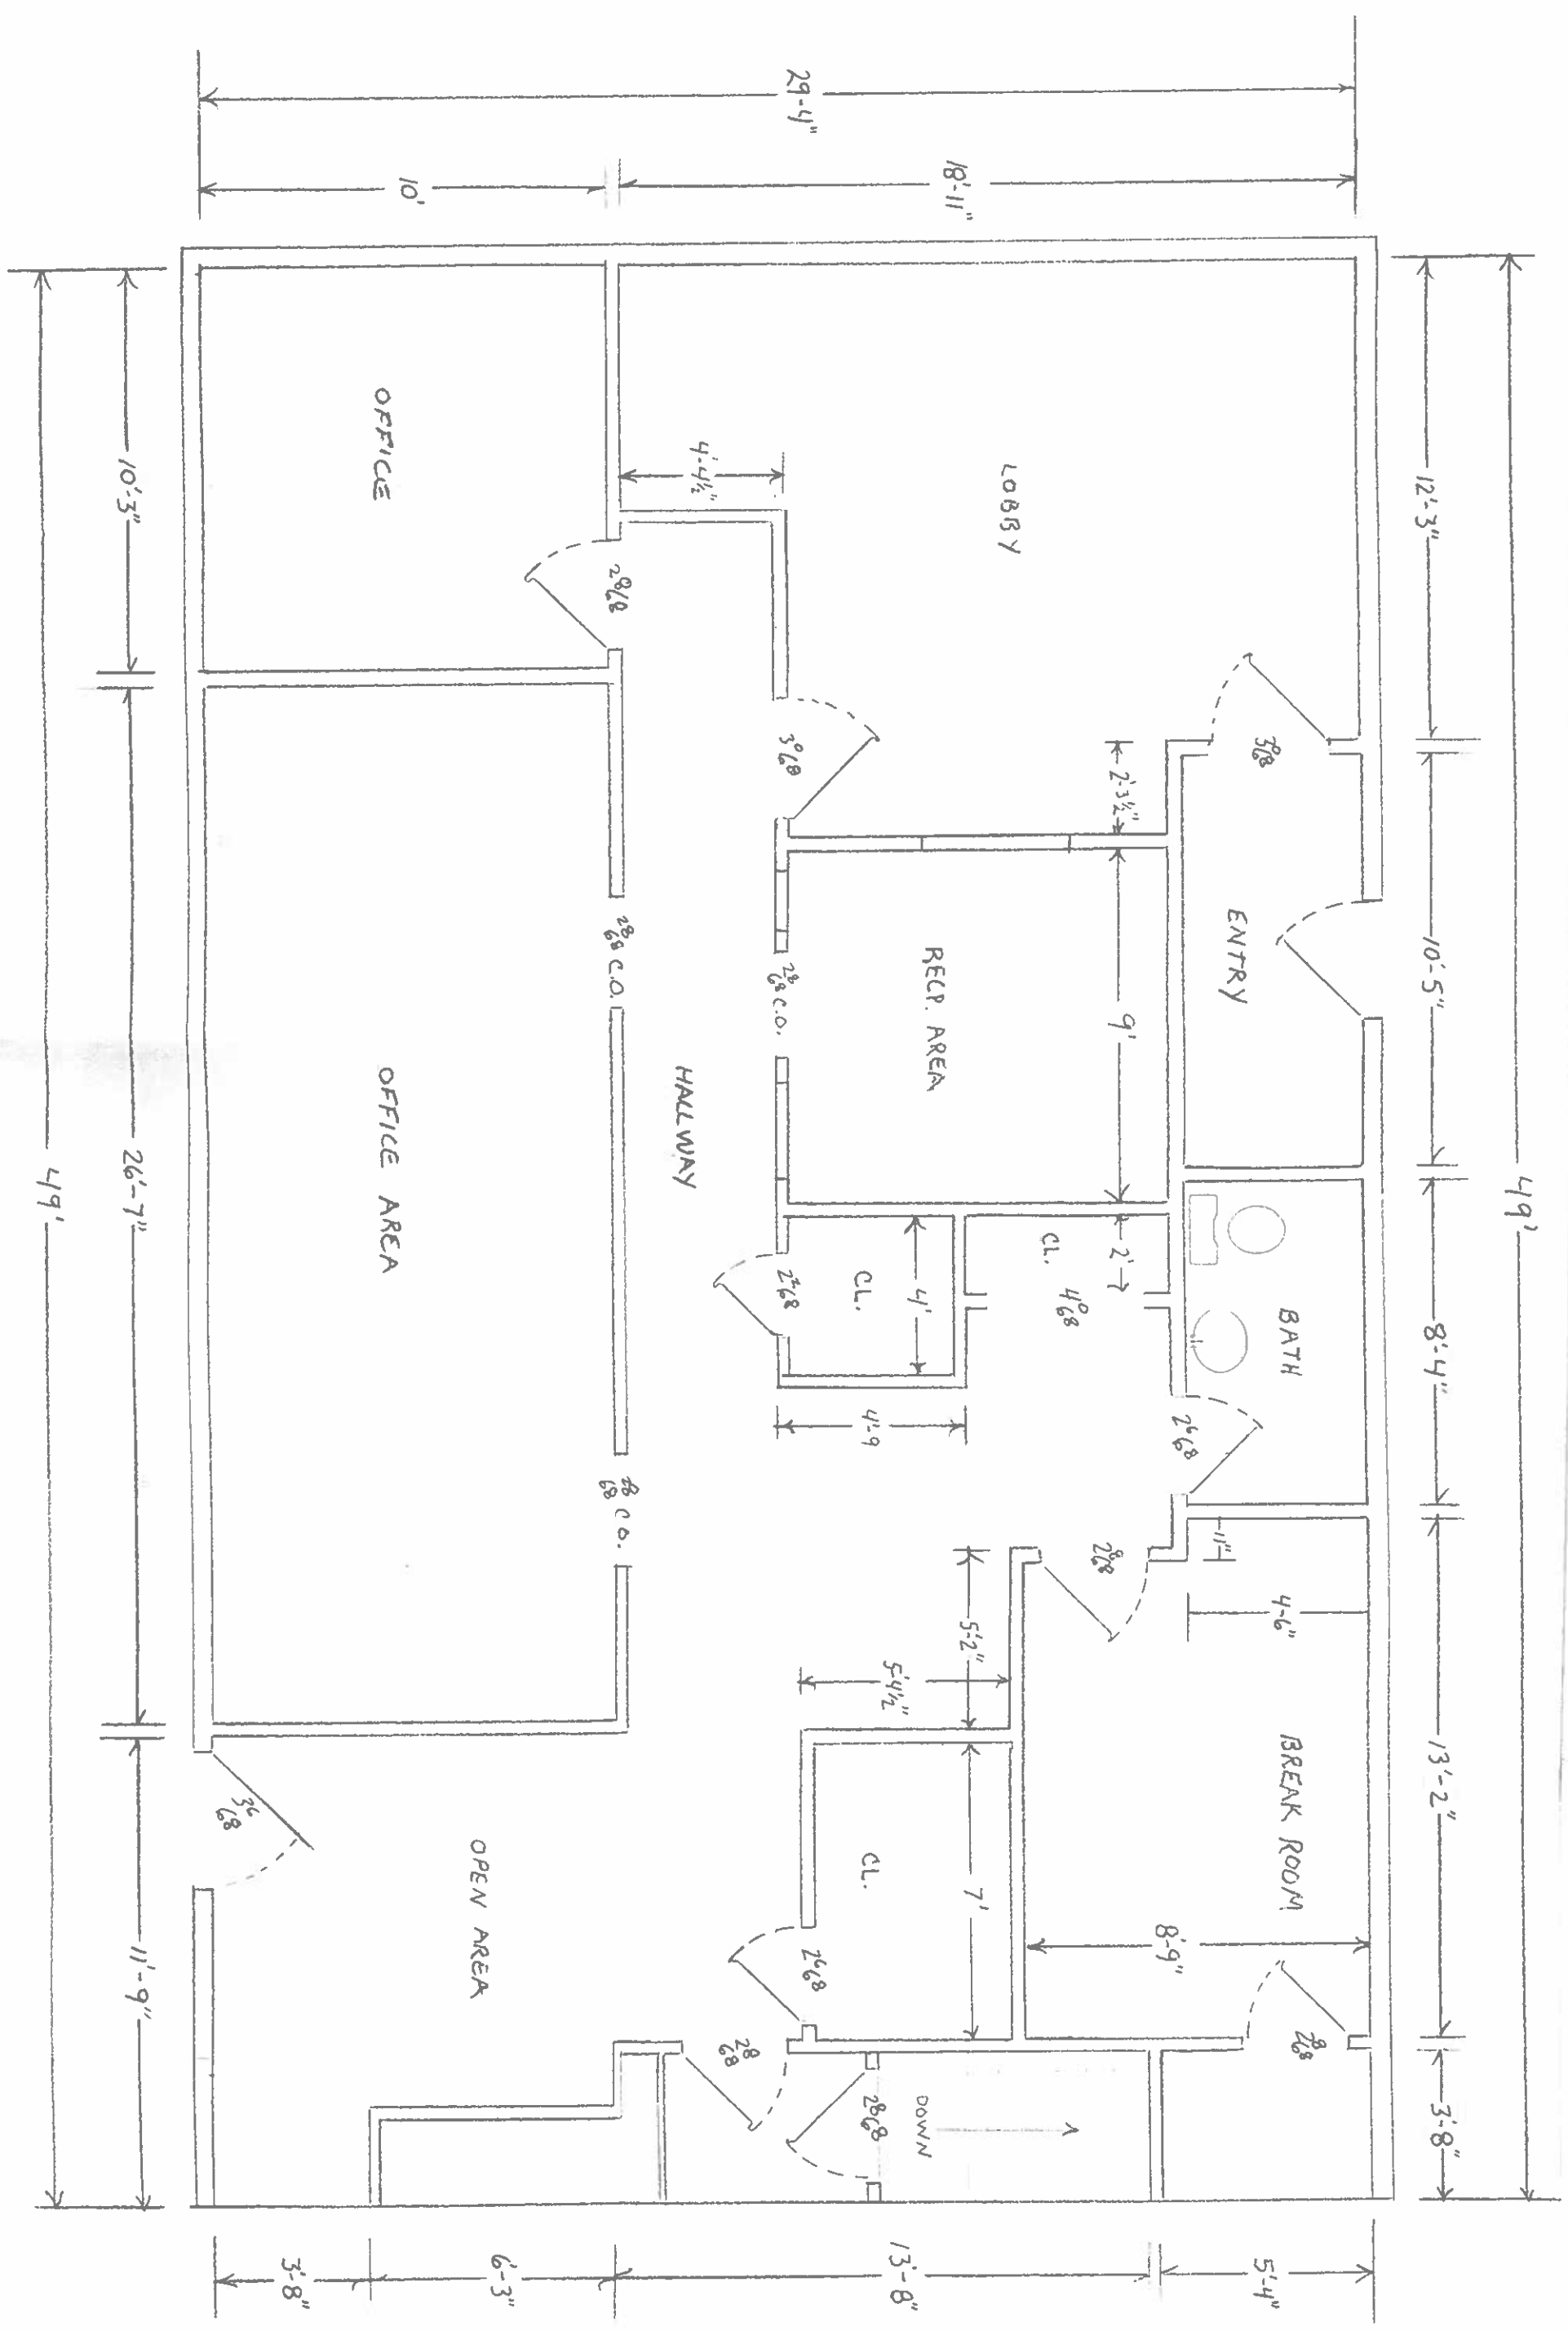 49'
12'-3"
10'-5"
8'-4"
13'-2"
3'-8"
29-4"
18'-11"
10'
LOBBY
3⁰6⁸
ENTRY
BATH
2⁶6⁸
11"
4-6"
BREAK ROOM
8'-9"
2⁸6⁸
5'-4"
2'-3½"
9'
RECP. AREA
2'
CL.
4⁰6⁸
2⁸6⁸
4'
CL.
2²6⁸
4'-9
5'-2"
5'-4½"
7'
CL.
2⁶6⁸
DOWN
2⁸6⁸
2⁸6⁸
13'-8"
4'-4½"
3⁰6⁸
2⁸6⁸ C.O.
HALLWAY
2⁸6⁸
2⁸6⁸ C.O.
2⁸6⁸ C.O.
OFFICE
OFFICE AREA
OPEN AREA
3⁶6⁸
6'-3"
3'-8"
10'-3"
26'-7"
11'-9"
49'